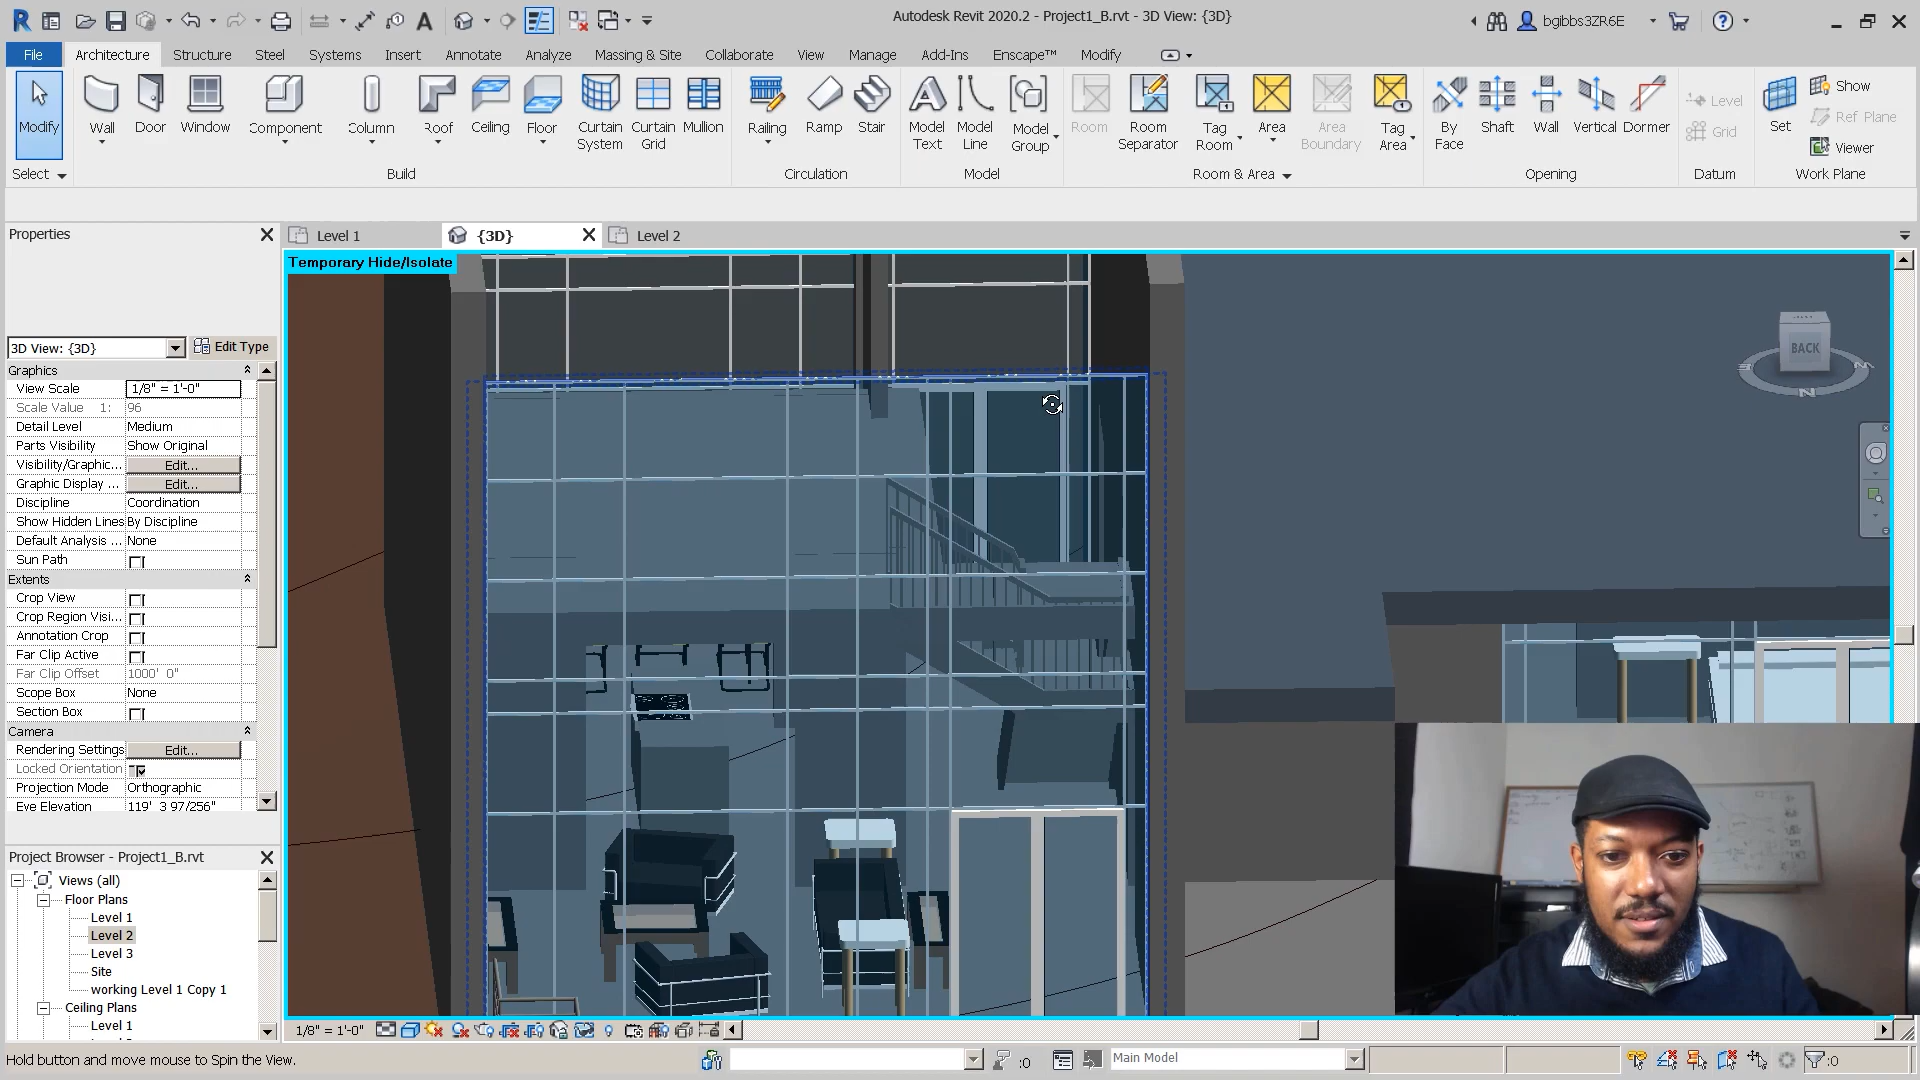 Autodesk Revit 2020.2 - Project1_B.rvt - 3D View: {3D}
bgibbs3ZR6E
File Architecture Structure Steel Systems Insert Annotate Analyze Massing & Site Collaborate View Manage Add-Ins Enscape™ Modify
Modify Wall Door Window Component Column Roof Ceiling Floor Curtain System Curtain Grid Mullion Railing Ramp Stair Model Text Model Line Model Group Room Room Separator Tag Room Area Area Boundary Tag Area By Face Shaft Wall Vertical Dormer Level Grid Set Show Ref Plane Viewer
Select Build Circulation Model Room & Area Opening Datum Work Plane
Properties
Level 1 {3D} Level 2
Temporary Hide/Isolate
3D View: {3D} Edit Type
Graphics
View Scale 1/8" = 1'-0"
Scale Value 1: 96
Detail Level Medium
Parts Visibility Show Original
Visibility/Graphic... Edit...
Graphic Display ... Edit...
Discipline Coordination
Show Hidden Lines By Discipline
Default Analysis ... None
Sun Path
Extents
Crop View
Crop Region Visi...
Annotation Crop
Far Clip Active
Far Clip Offset 1000' 0"
Scope Box None
Section Box
Camera
Rendering Settings Edit...
Locked Orientation
Projection Mode Orthographic
Eve Elevation 119' 3 97/256"
BACK
N
Project Browser - Project1_B.rvt
Views (all)
Floor Plans
Level 1
Level 2
Level 3
Site
working Level 1 Copy 1
Ceiling Plans
Level 1
1/8" = 1'-0"
Hold button and move mouse to Spin the View.
:0
Main Model
:0